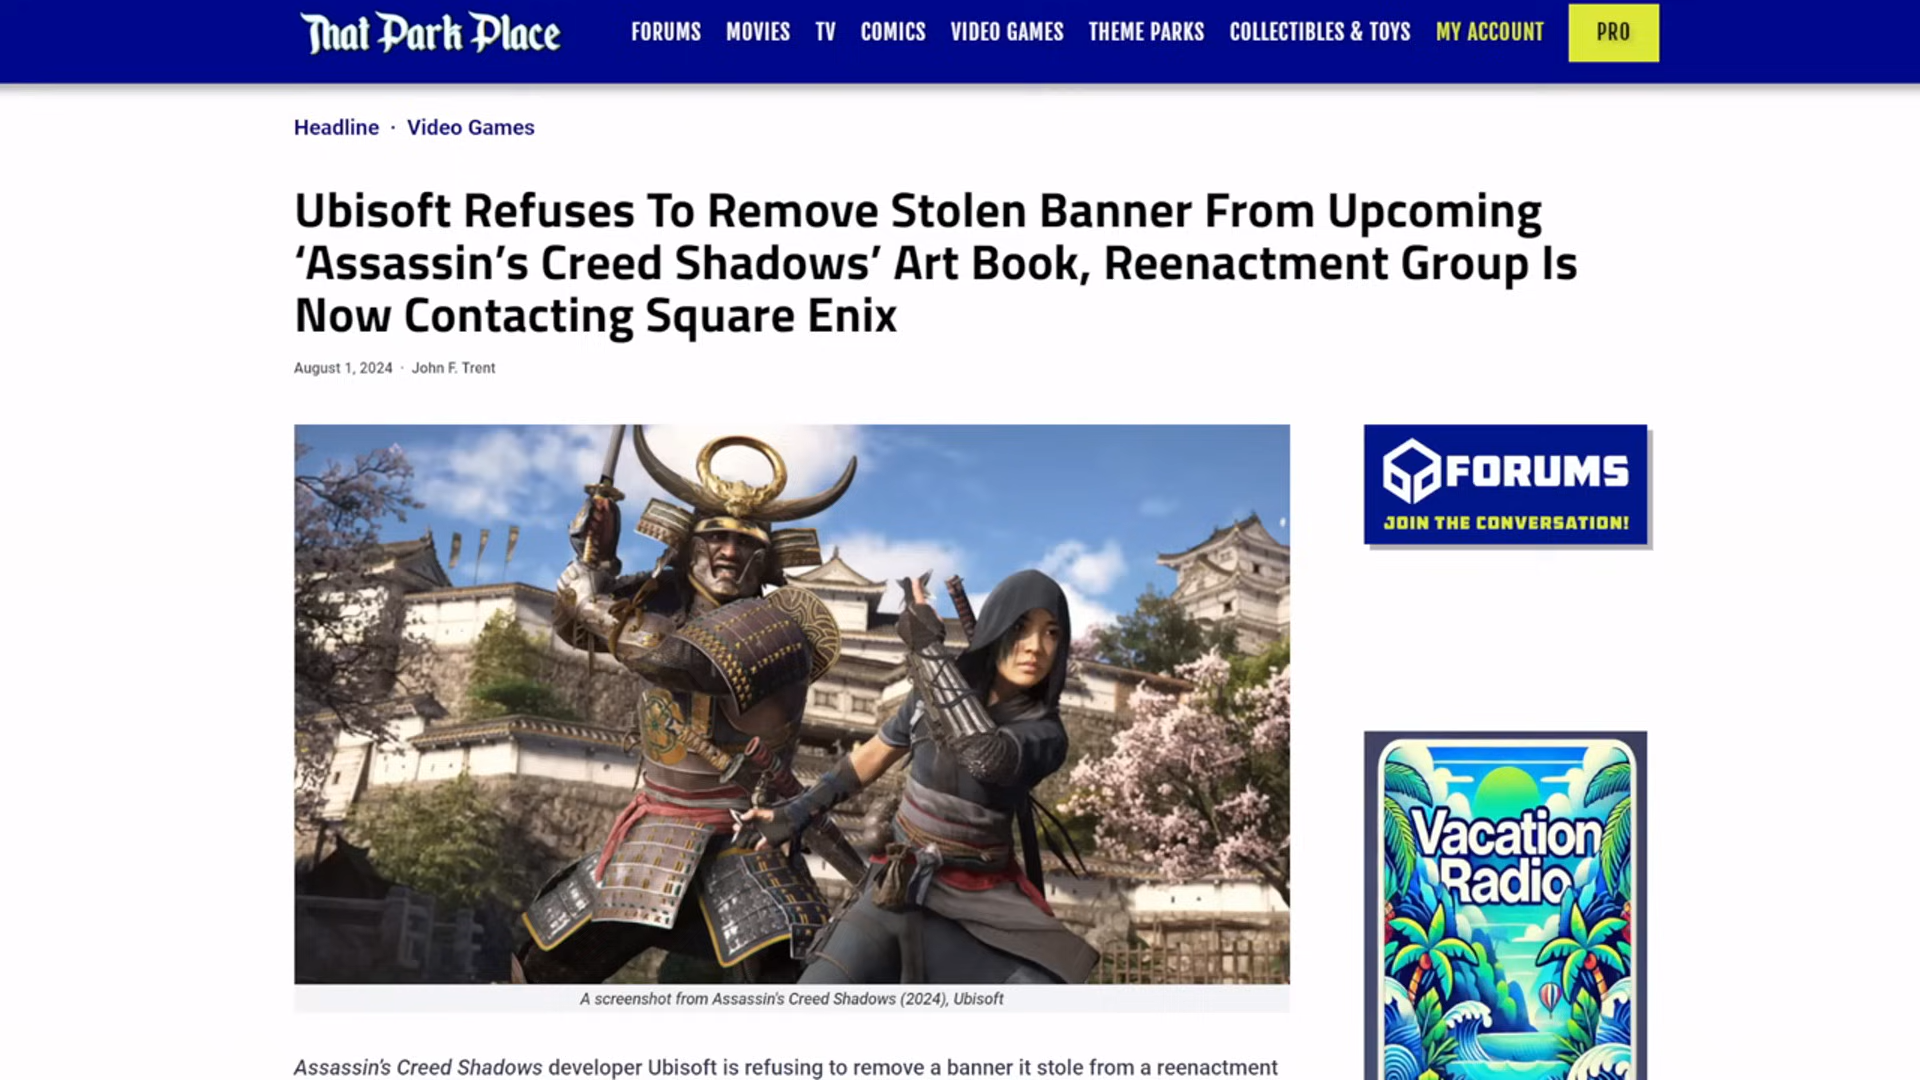 That Park Place
FORUMS MOVIES TV COMICS VIDEO GAMES THEME PARKS COLLECTIBLES & TOYS MY ACCOUNT PRO
Headline · Video Games
Ubisoft Refuses To Remove Stolen Banner From Upcoming
‘Assassin’s Creed Shadows’ Art Book, Reenactment Group Is
Now Contacting Square Enix
August 1, 2024 · John F. Trent
FORUMS
JOIN THE CONVERSATION!
Vacation
Radio
A screenshot from Assassin's Creed Shadows (2024), Ubisoft
Assassin’s Creed Shadows developer Ubisoft is refusing to remove a banner it stole from a reenactment